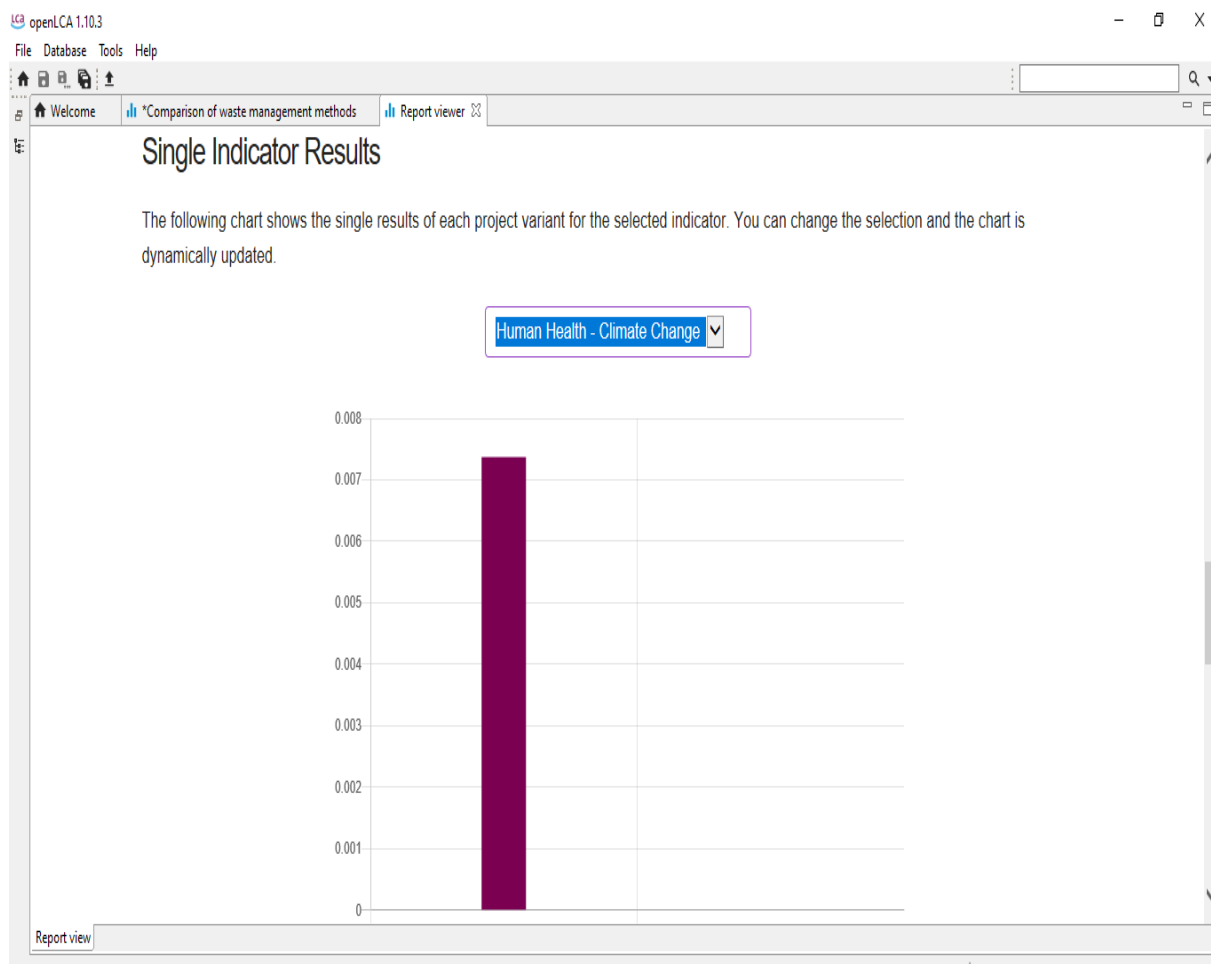 LCa openLCA 1.10.3
File Database Tools Help
Welcome *Comparison of waste management methods Report viewer
Single Indicator Results
The following chart shows the single results of each project variant for the selected indicator. You can change the selection and the chart is
dynamically updated.
Human Health - Climate Change
0.008
0.007
0.006
0.005
0.004
0.003
0.002
0.001
0
Report view